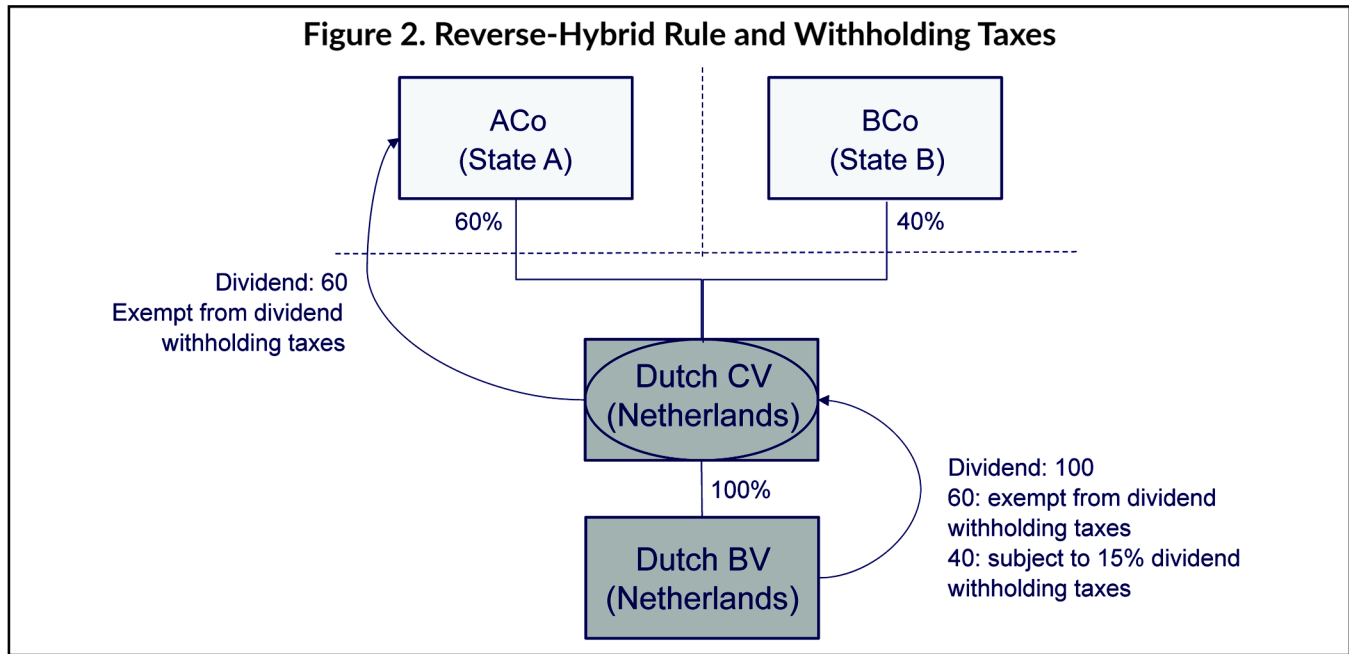 Figure 2. Reverse-Hybrid Rule and Withholding Taxes
ACo
(State A)
BCo
(State B)
60%
40%
Dividend: 60
Exempt from dividend
withholding taxes
Dutch CV
(Netherlands)
100%
Dividend: 100
60: exempt from dividend
withholding taxes
40: subject to 15% dividend
withholding taxes
Dutch BV
(Netherlands)